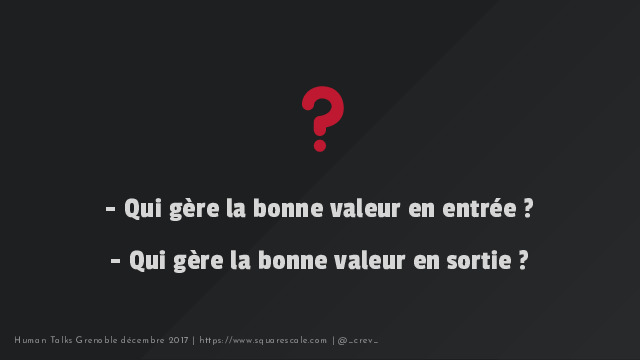 ?
- Qui gère la bonne valeur en entrée ?
- Qui gère la bonne valeur en sortie ?
Human Talks Grenoble décembre 2017 | https://www.squarescale.com | @_crev_